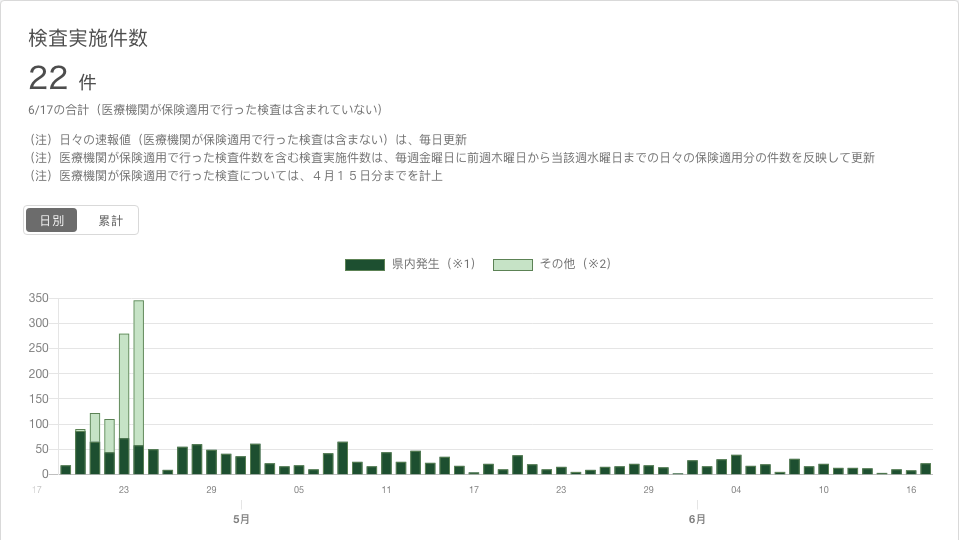 検査実施件数
22 件
6/17の合計（医療機関が保険適用で行った検査は含まれていない）
（注）日々の速報値（医療機関が保険適用で行った検査は含まない）は、毎日更新
（注）医療機関が保険適用で行った検査件数を含む検査実施件数は、毎週金曜日に前週木曜日から当該週水曜日までの日々の保険適用分の件数を反映して更新
（注）医療機関が保険適用で行った検査については、４月１５日分までを計上
日別 累計
県内発生（※1） その他（※2）
350
300
250
200
150
100
50
0
17 23 29 05 11 17 23 29 04 10 16
5月 6月